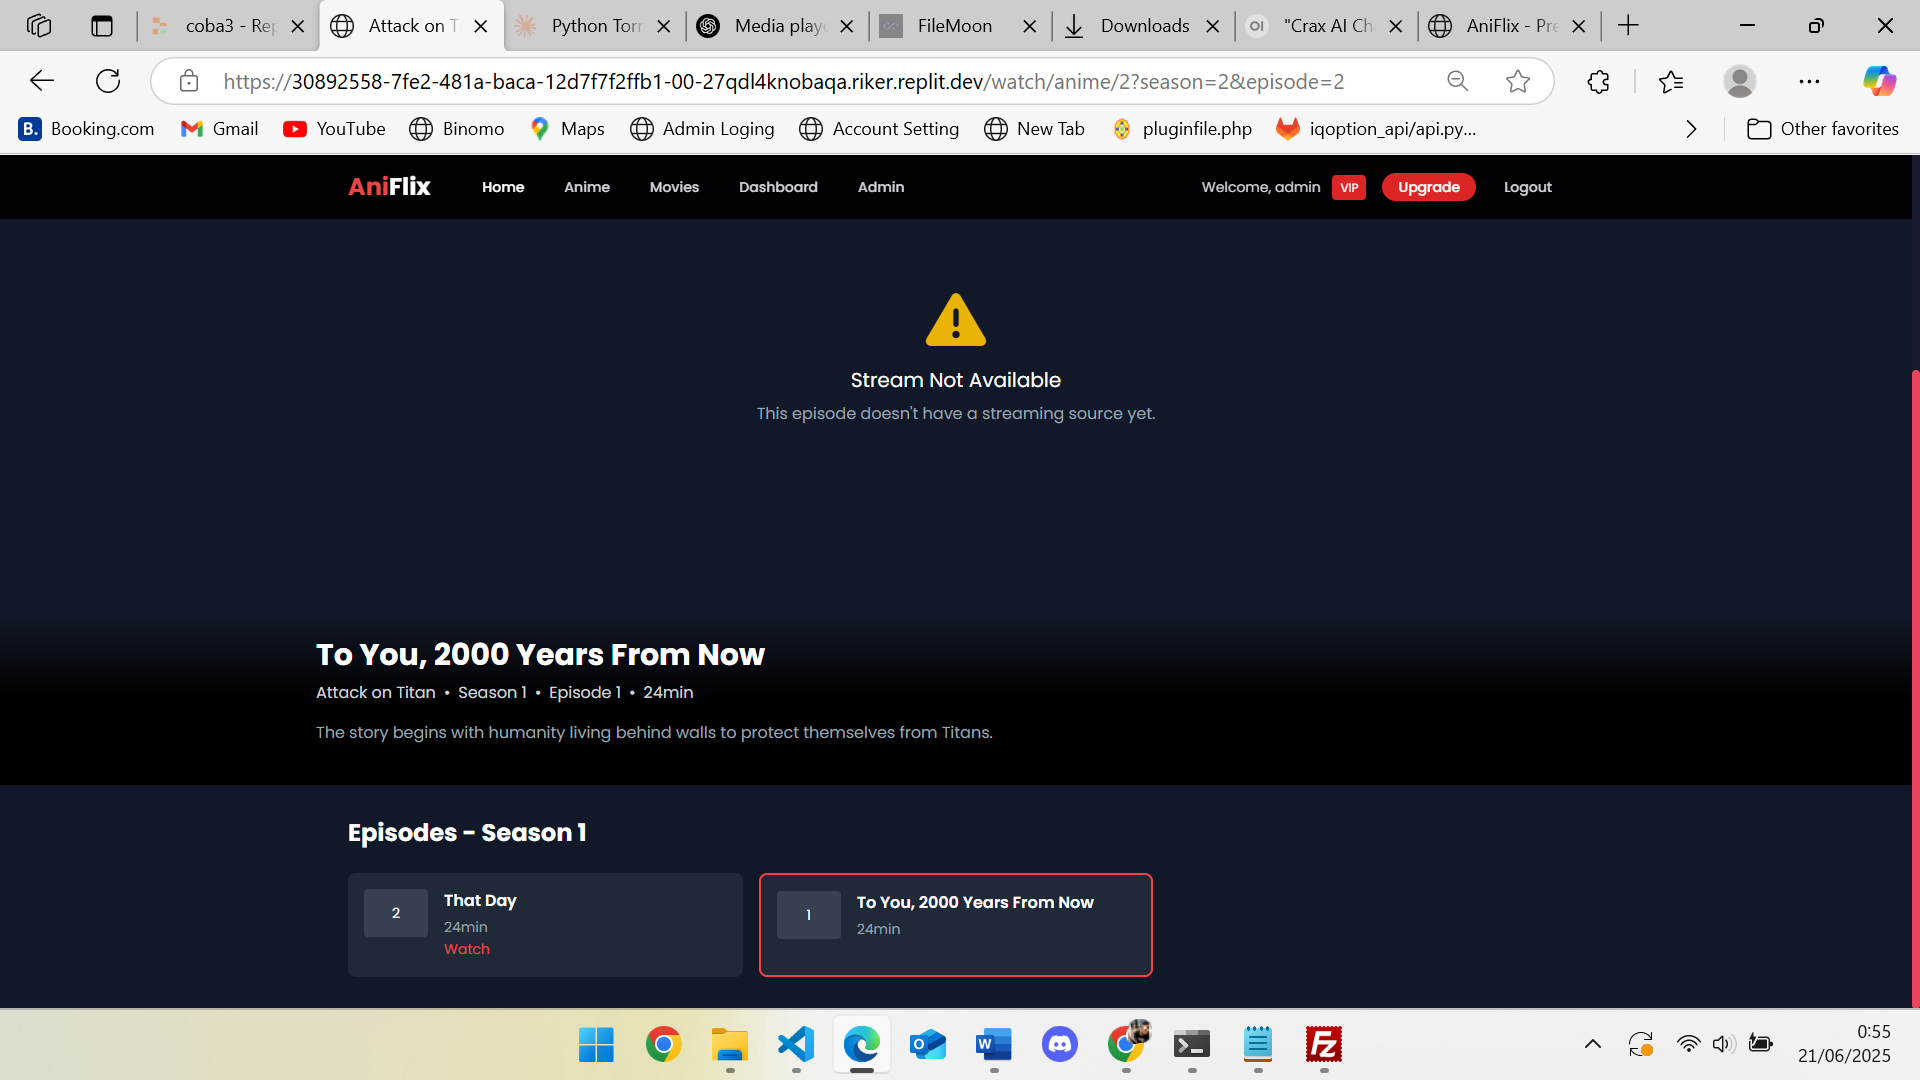 coba3 - Rep
Attack on T
Python Torr
Media playe
FileMoon
Downloads
"Crax AI Ch
AniFlix - Pre
https://30892558-7fe2-481a-baca-12d7f7f2ffb1-00-27qdl4knobaqa.riker.replit.dev/watch/anime/2?season=2&episode=2
B. Booking.com
Gmail
YouTube
Binomo
Maps
Admin Loging
Account Setting
New Tab
pluginfile.php
iqoption_api/api.py...
Other favorites
AniFlix
Home
Anime
Movies
Dashboard
Admin
Welcome, admin
VIP
Upgrade
Logout
Stream Not Available
This episode doesn't have a streaming source yet.
To You, 2000 Years From Now
Attack on Titan • Season 1 • Episode 1 • 24min
The story begins with humanity living behind walls to protect themselves from Titans.
Episodes - Season 1
2
That Day
24min
Watch
1
To You, 2000 Years From Now
24min
0:55
21/06/2025